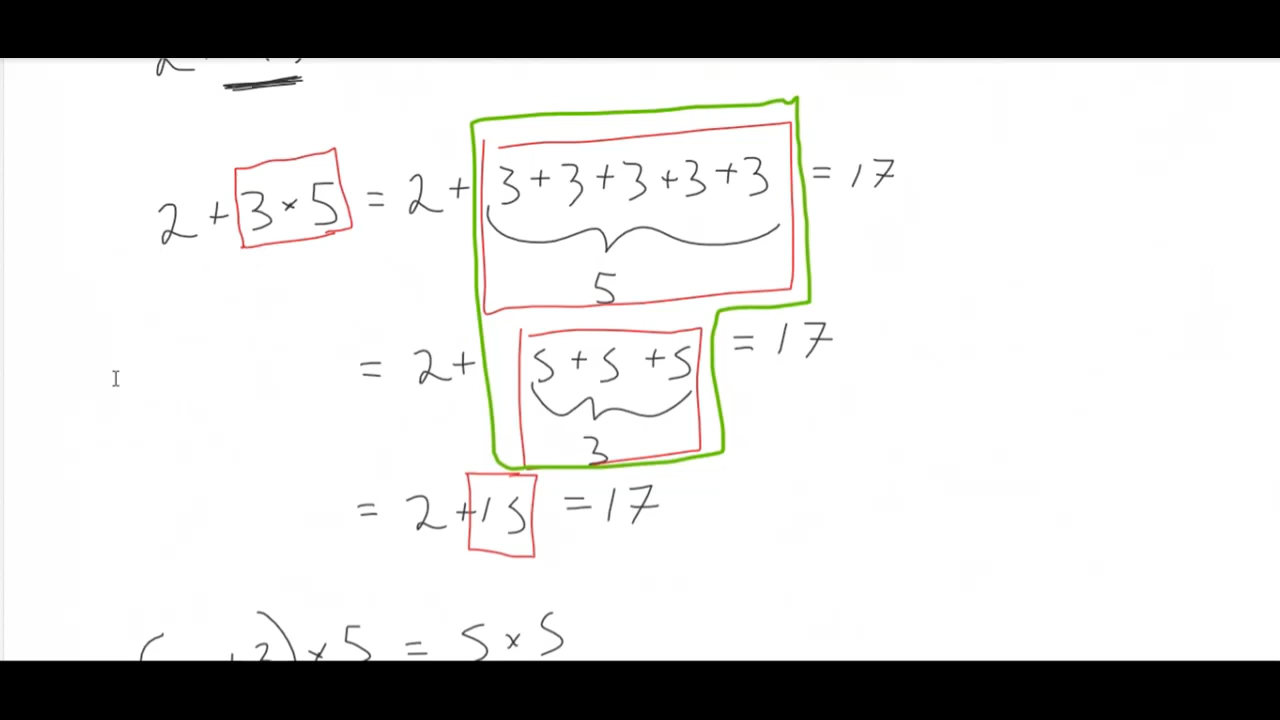 2 + 3 × 5 = 2 + 3 + 3 + 3 + 3 + 3 = 17
5
= 2 + 5 + 5 + 5 = 17
3
= 2 + 15 = 17
+ 3) × 5 = 5 × 5